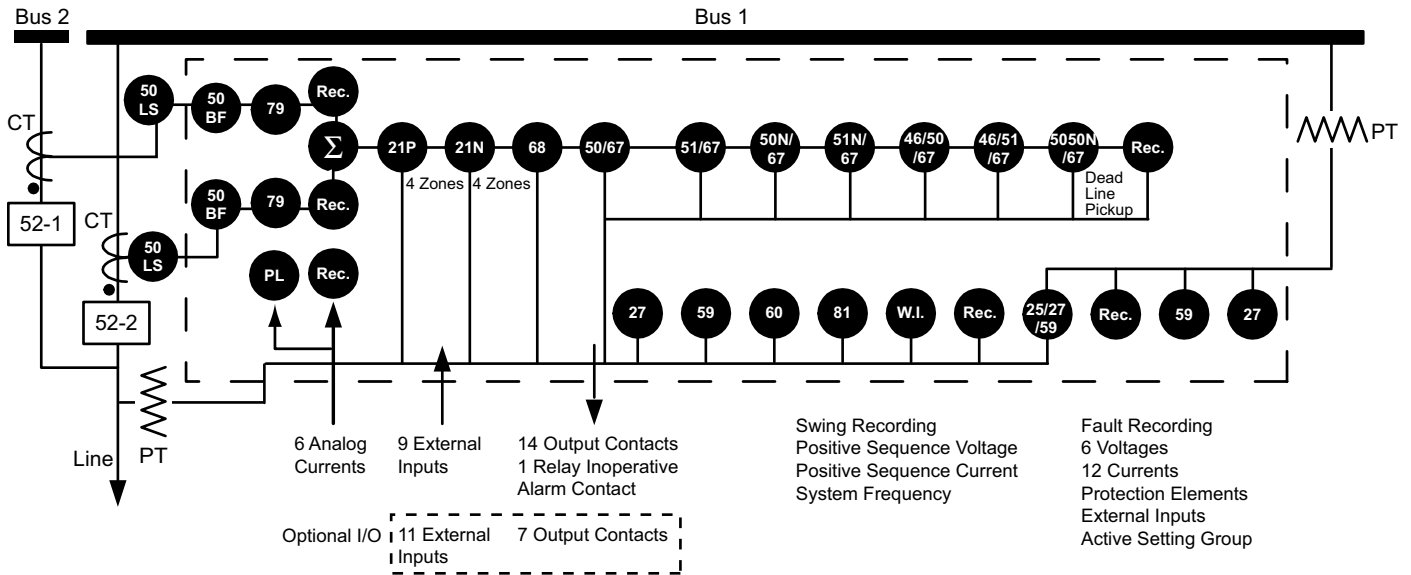 Bus 2
Bus 1
50
LS
50
BF
79
Rec.
CT
PT
Σ
21P
21N
68
50/67
51/67
50N/
67
51N/
67
46/50
/67
46/51
/67
5050N
/67
Rec.
4 Zones
4 Zones
Dead
Line
Pickup
50
BF
79
Rec.
52-1
CT
50
LS
PL
Rec.
52-2
27
59
60
81
W.I.
Rec.
25/27
/59
Rec.
59
27
Line
PT
6 Analog
Currents
9 External
Inputs
14 Output Contacts
1 Relay Inoperative
Alarm Contact
Swing Recording
Positive Sequence Voltage
Positive Sequence Current
System Frequency
Fault Recording
6 Voltages
12 Currents
Protection Elements
External Inputs
Active Setting Group
Optional I/O
11 External
Inputs
7 Output Contacts